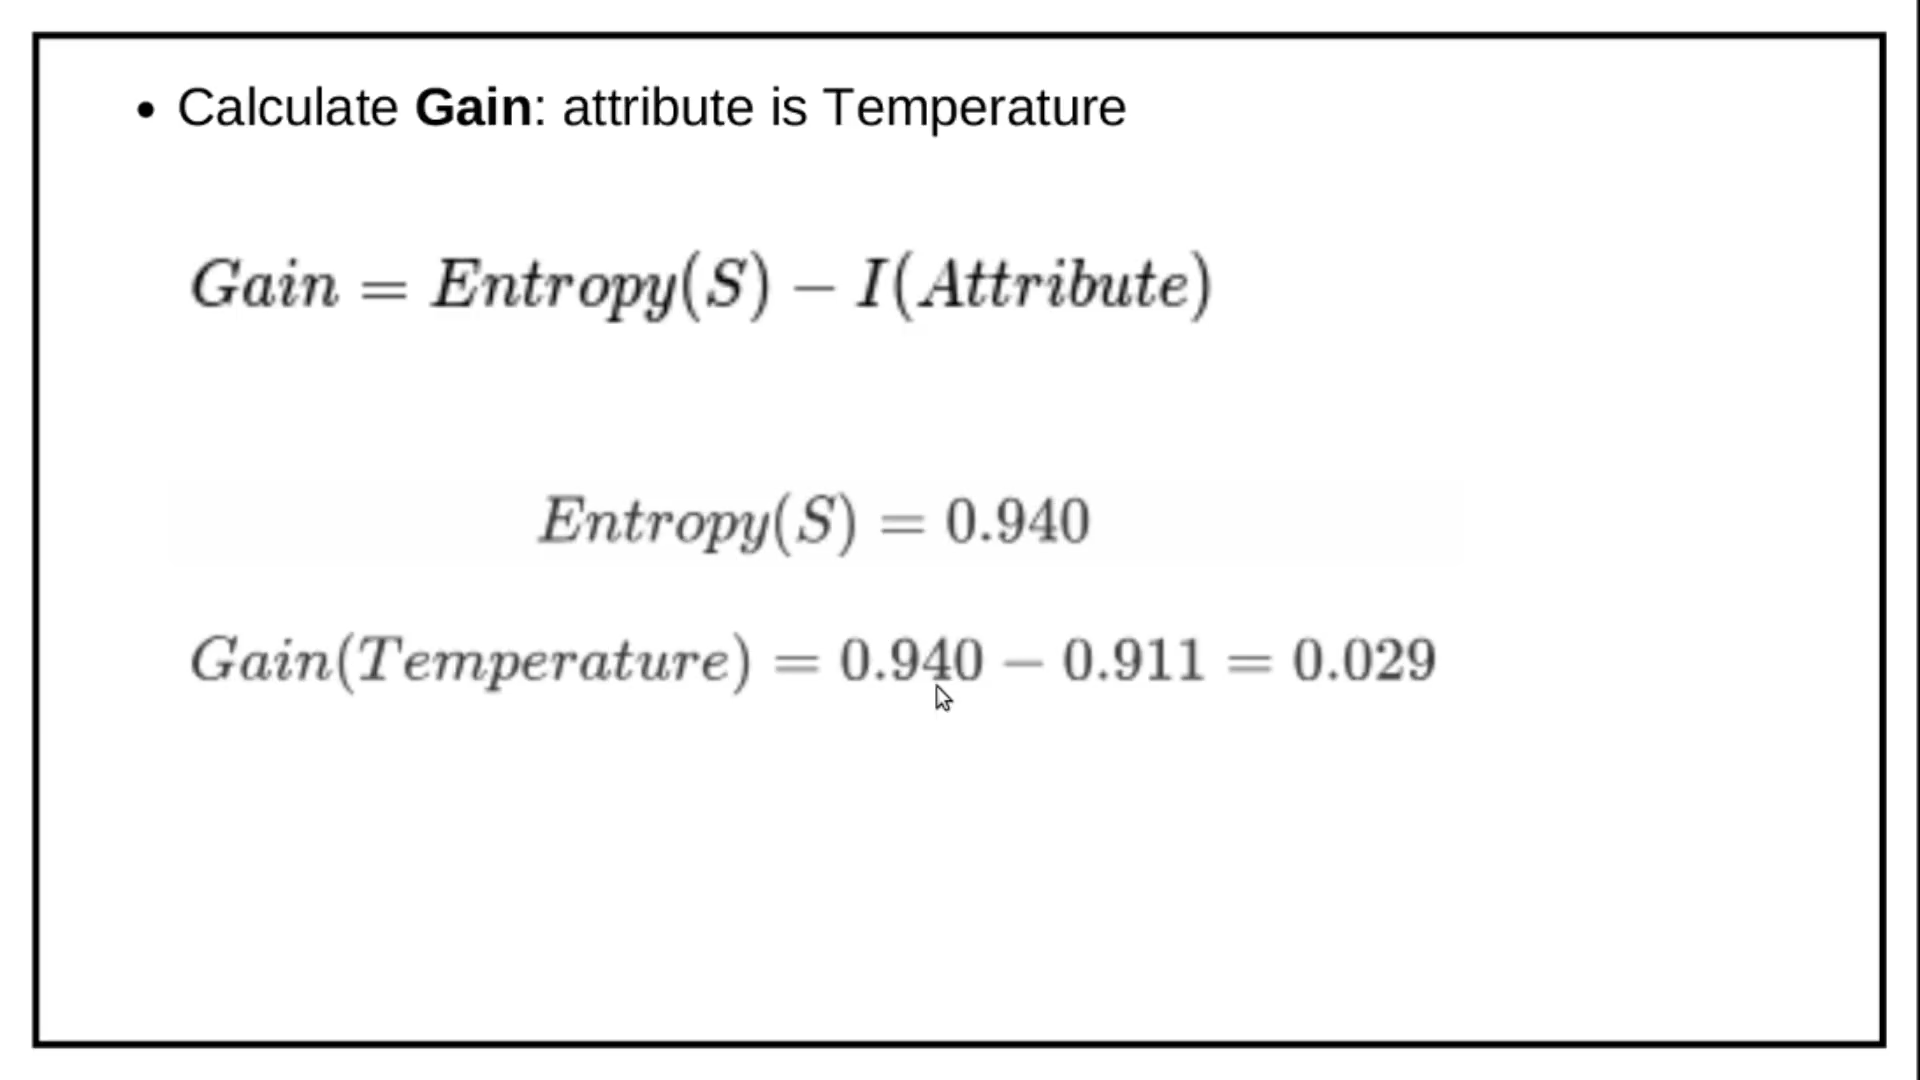 • Calculate Gain: attribute is Temperature
Gain = Entropy(S) − I(Attribute)
Entropy(S) = 0.940
Gain(Temperature) = 0.940 − 0.911 = 0.029